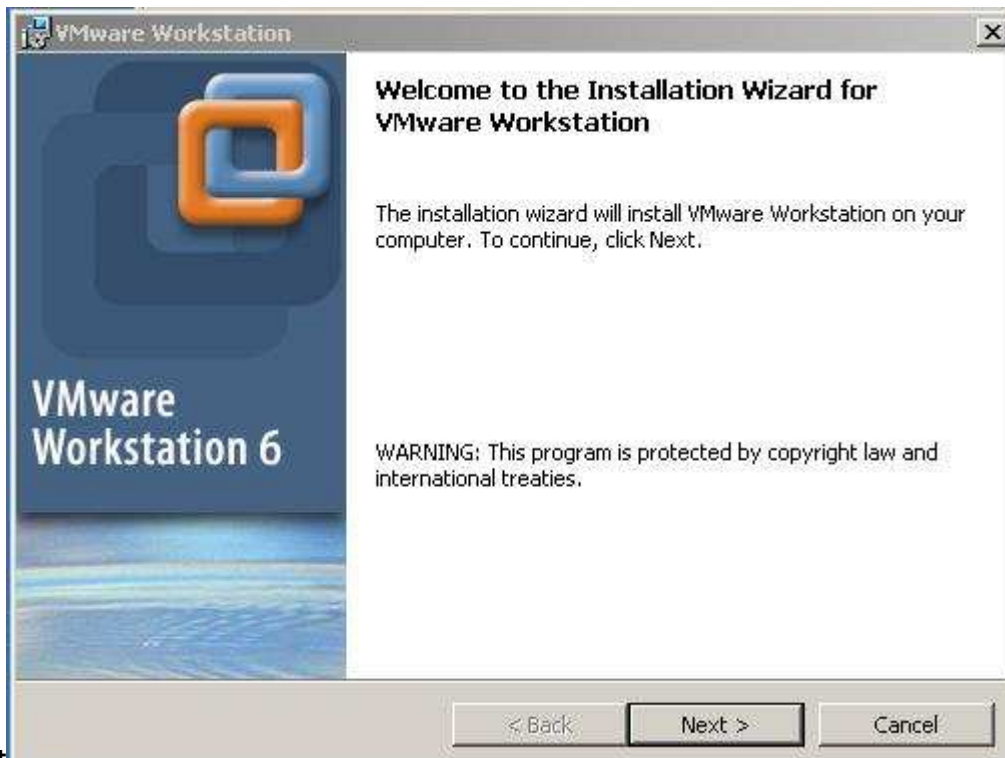 VMware Workstation
Welcome to the Installation Wizard for
VMware Workstation
The installation wizard will install VMware Workstation on your
computer. To continue, click Next.
VMware
Workstation 6
WARNING: This program is protected by copyright law and
international treaties.
< Back Next > Cancel